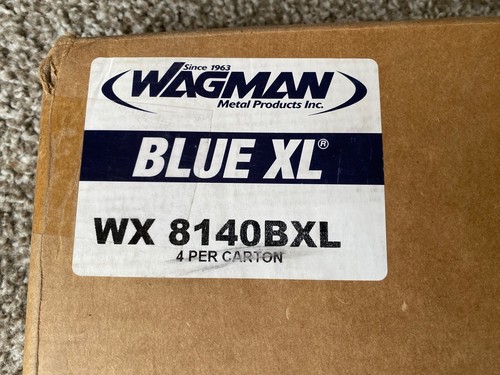 Since 1963
WAGMAN
Metal Products Inc.
BLUE XL®
WX 8140BXL
4 PER CARTON